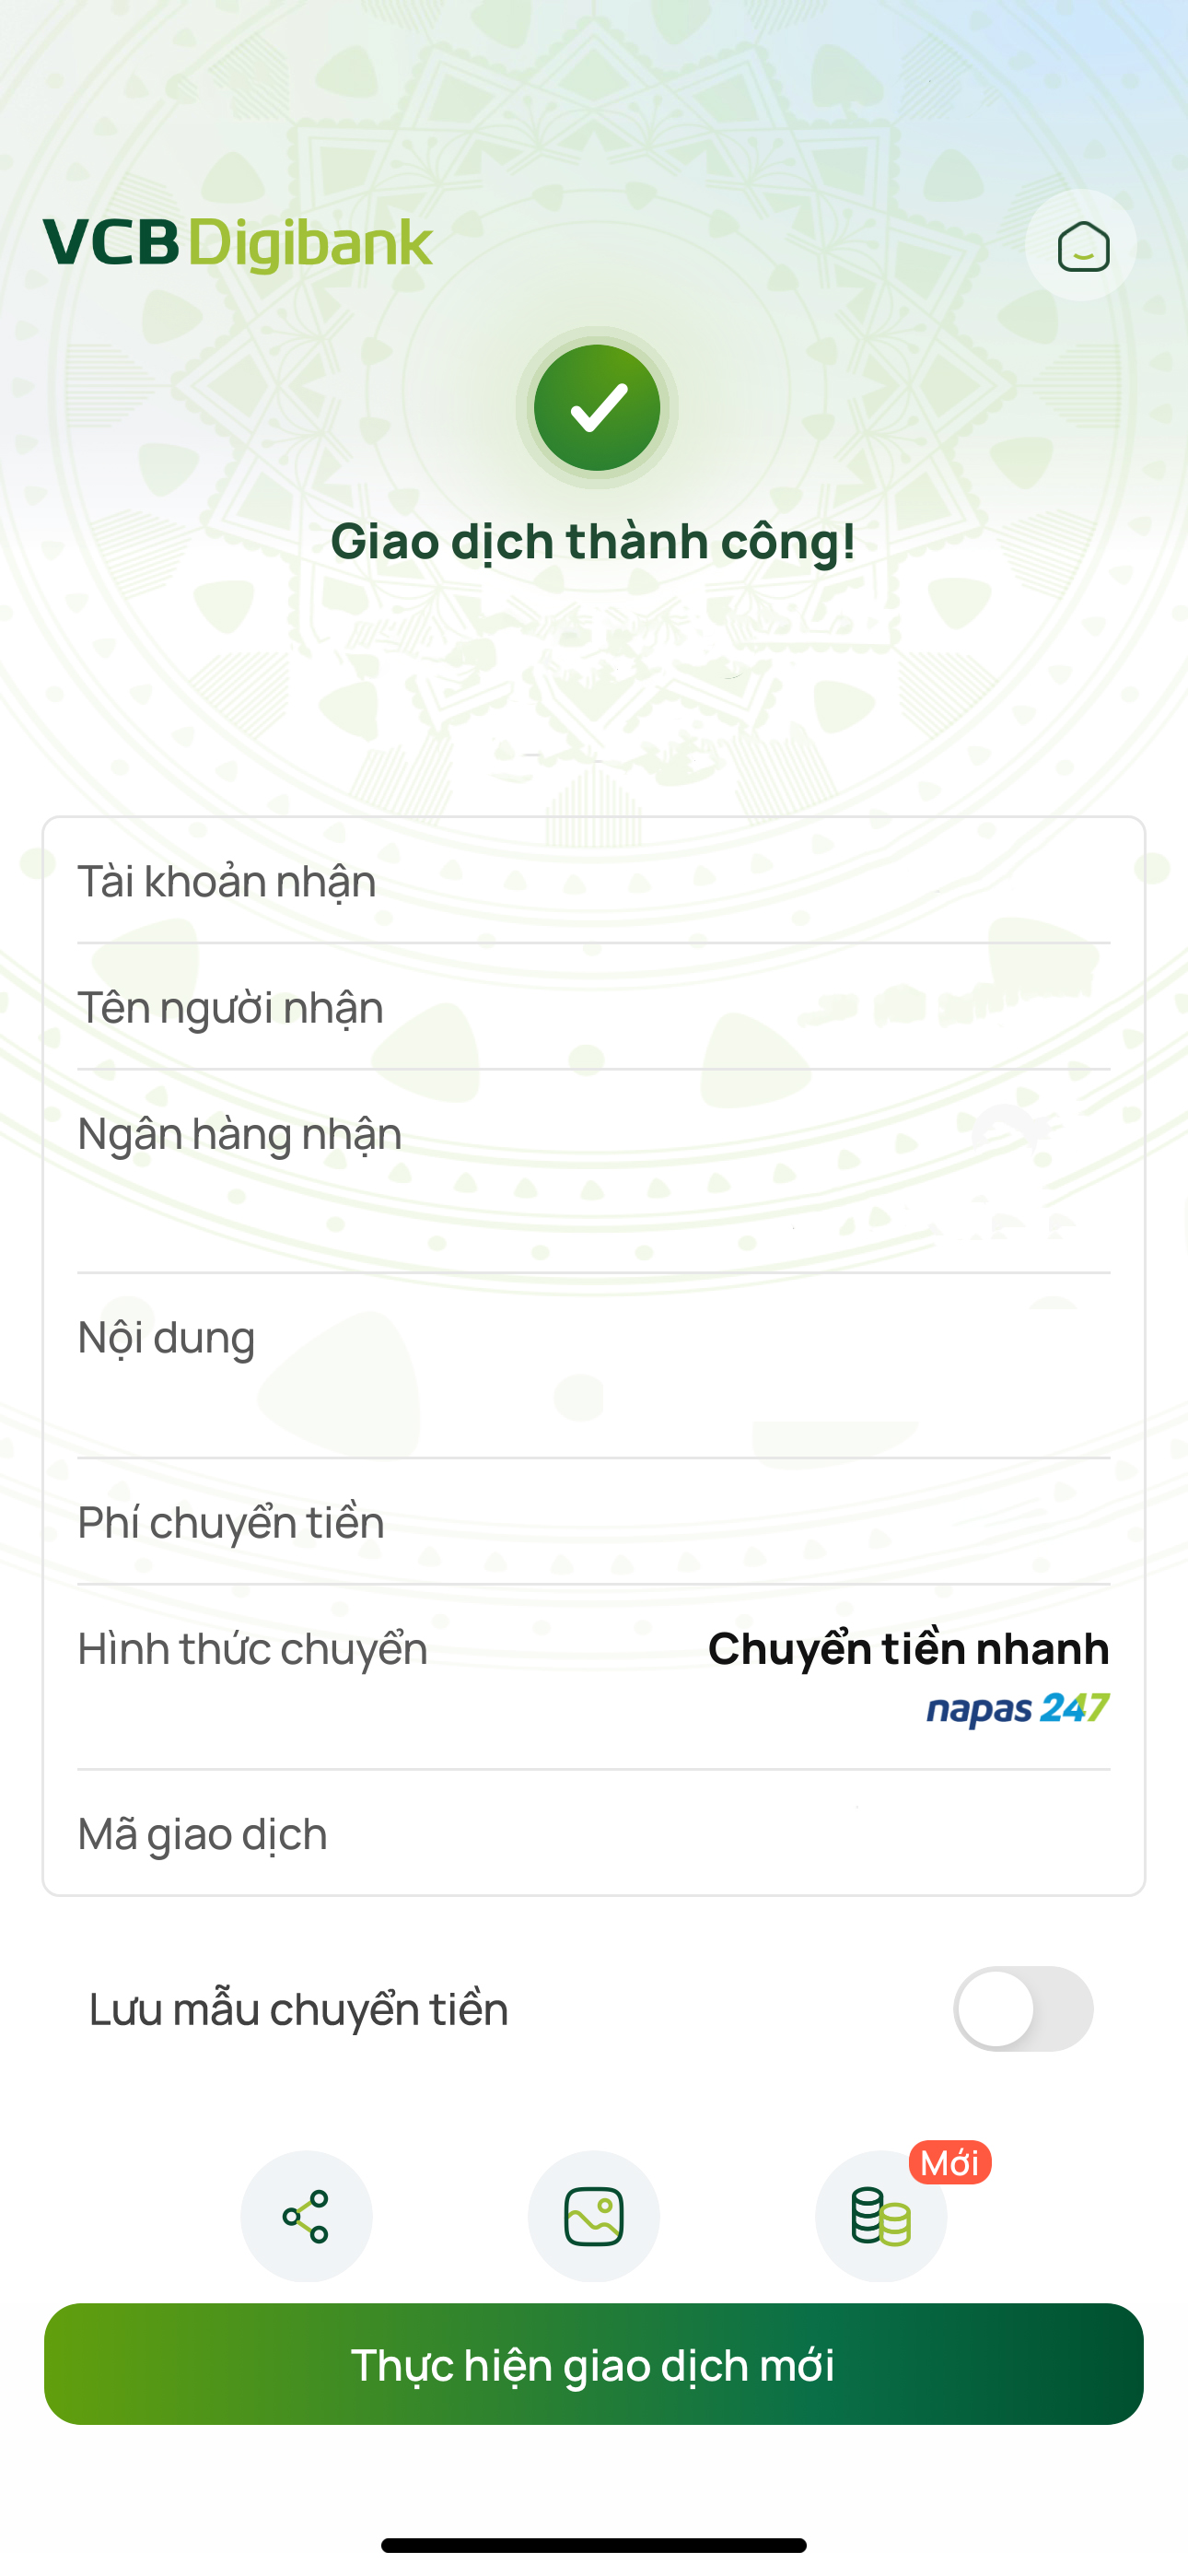 VCB Digibank
Giao dịch thành công!
Tài khoản nhận
Tên người nhận
Ngân hàng nhận
Nội dung
Phí chuyển tiền
Hình thức chuyển Chuyển tiền nhanh
napas 247
Mã giao dịch
Lưu mẫu chuyển tiền
Mới
Thực hiện giao dịch mới